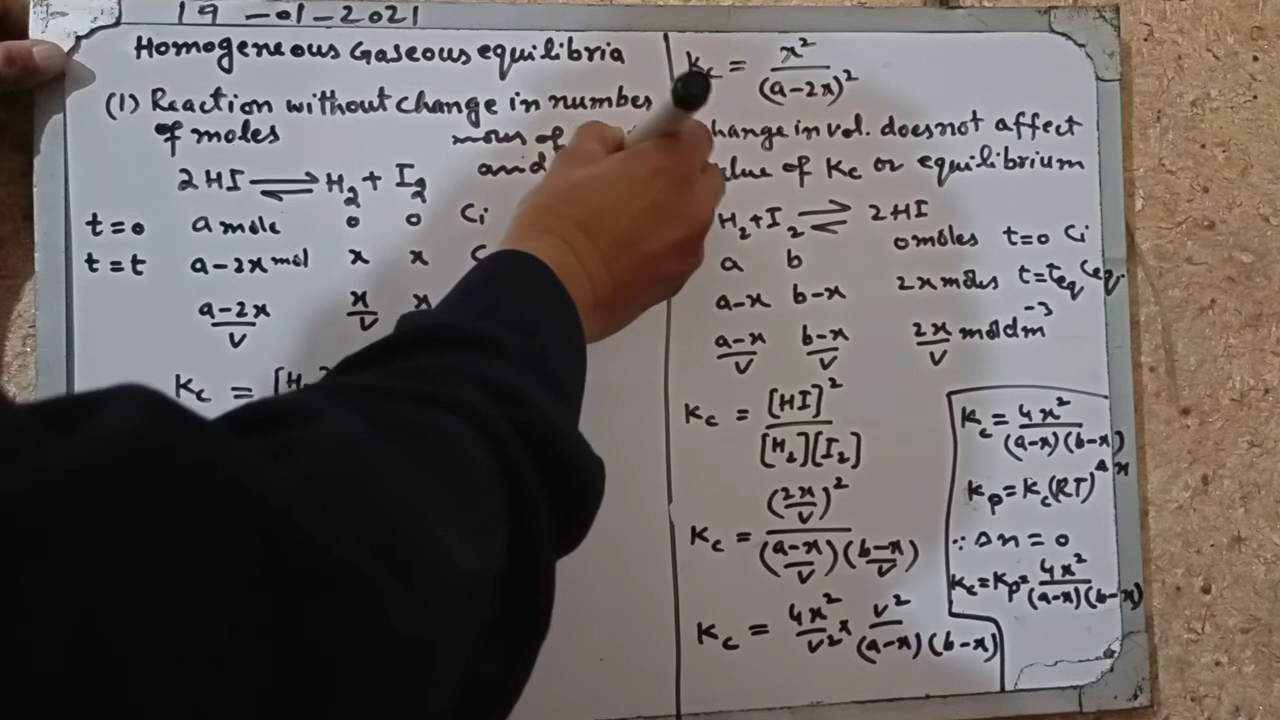 19-01-2021
Homogeneous Gaseous equilibria
(1) Reaction without change in number
of moles
2HI ⇌ H₂ + I₂
t=0 a mole 0 0 Ci
t=t a-2x mol x x
(a-2x)/V x/V x
Kc = [H
Kc = x²/(a-2x)²
change in vol. does not affect
and value of Kc or equilibrium
H₂+I₂ ⇌ 2HI
0 moles t=0 Ci
a b
a-x b-x 2x moles t=teq Ceq.
(a-x)/V (b-x)/V 2x/V mol dm⁻³
Kc = [HI]²/[H₂][I₂]
Kc = (2x/V)²/((a-x)/V)((b-x)/V)
Kc = 4x²/V² × V²/(a-x)(b-x)
Kc = 4x²/(a-x)(b-x)
Kp = Kc(RT)^Δn
∵ Δn = 0
Kc = Kp = 4x²/(a-x)(b-x)